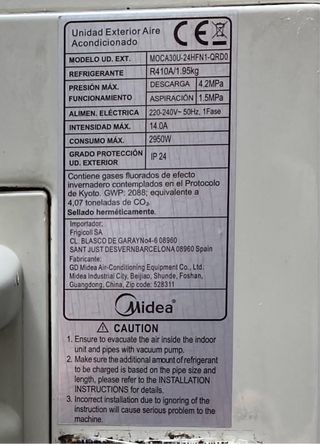 Unidad Exterior Aire
Acondicionado
CE
MODELO UD. EXT. MOCA30U-24HFN1-QRD0
REFRIGERANTE R410A/1.95kg
PRESIÓN MÁX. DESCARGA 4.2MPa
FUNCIONAMIENTO ASPIRACIÓN 1.5MPa
ALIMEN. ELÉCTRICA 220-240V~ 50Hz, 1Fase
INTENSIDAD MÁX. 14.0A
CONSUMO MÁX. 2950W
GRADO PROTECCIÓN
UD. EXTERIOR IP 24
Contiene gases fluorados de efecto
invernadero contemplados en el Protocolo
de Kyoto. GWP: 2088; equivalente a
4,07 toneladas de CO₂.
Sellado herméticamente.
Importador:
Frigicoll SA
CL. BLASCO DE GARAYNo4-6 08960
SANT JUST DESVERNBARCELONA 08960 Spain
Fabricante:
GD Midea Air-Conditioning Equipment Co., Ltd.
Midea Industrial City, Beijiao, Shunde, Foshan,
Guangdong, China, Zip code: 528311
Midea
CAUTION
1. Ensure to evacuate the air inside the indoor
unit and pipes with vacuum pump.
2. Make sure the additional amount of refrigerant
to be charged is based on the pipe size and
length, please refer to the INSTALLATION
INSTRUCTIONS for details.
3. Incorrect installation due to ignoring of the
instruction will cause serious problem to the
machine.